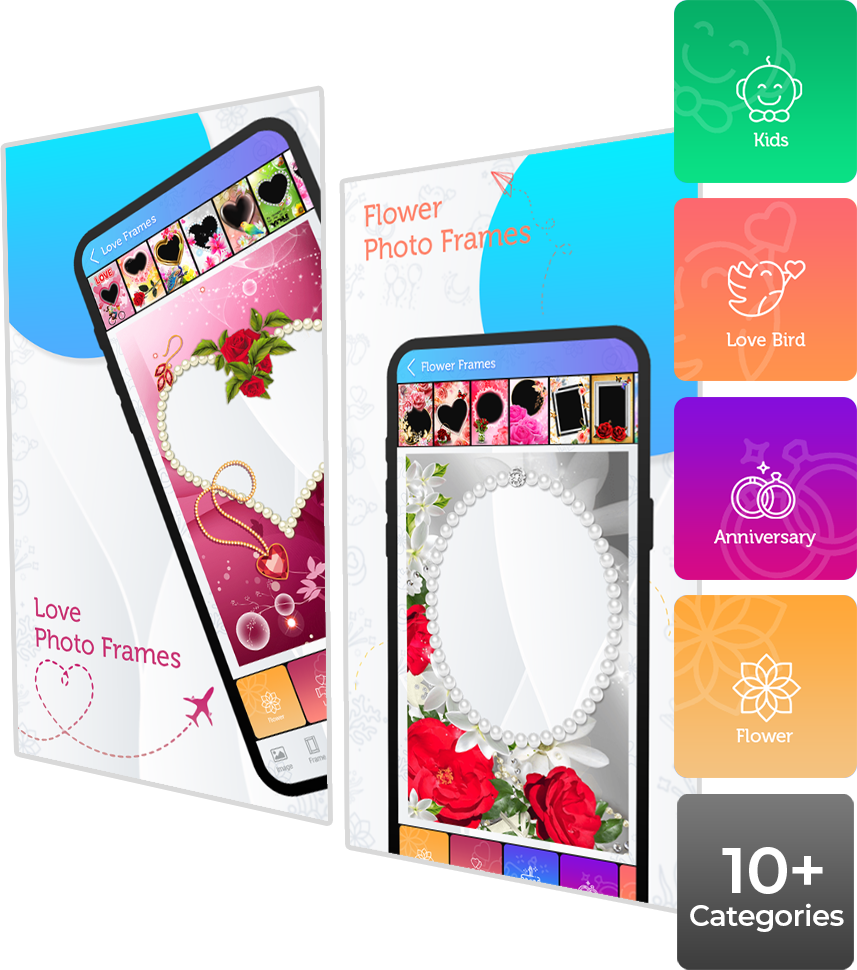 Love Frames
LOVE
Love
Photo Frames
Flower
Image
Frame
Flower
Photo Frames
Flower Frames
Kids
Love Bird
Anniversary
Flower
10+
Categories